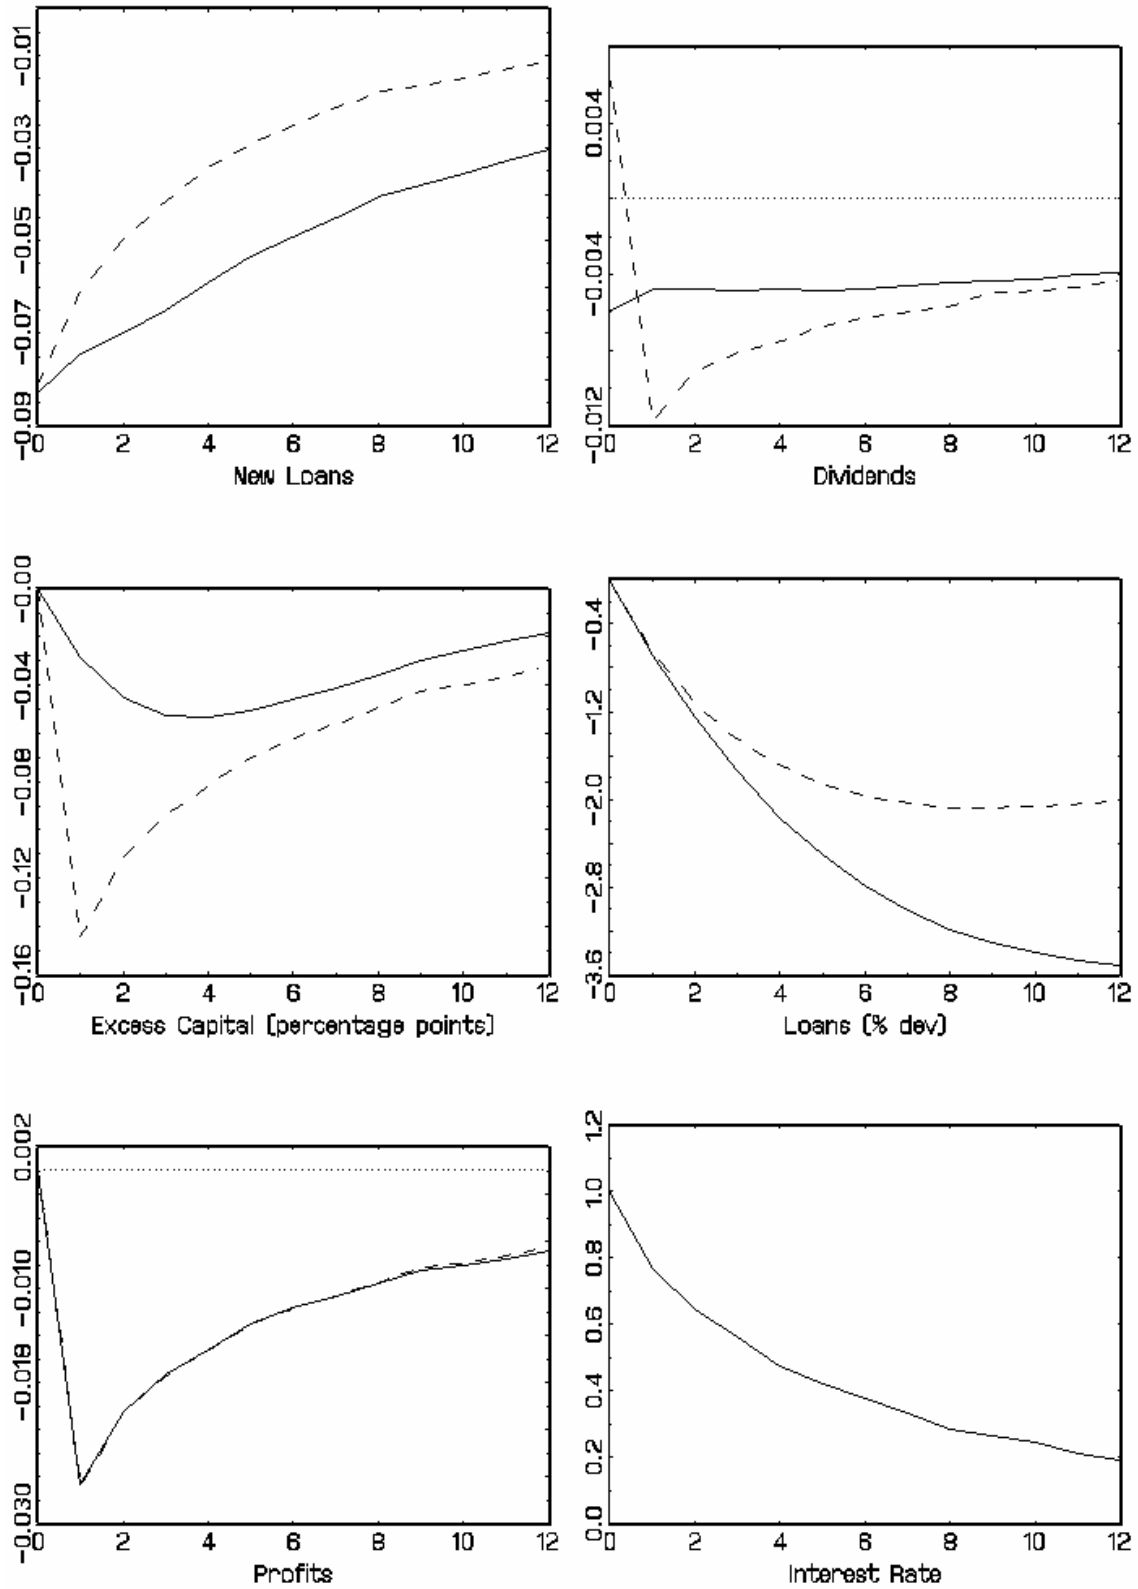 -0.01
-0.03
-0.05
-0.07
-0.09
0 2 4 6 8 10 12
New Loans
0.004
-0.004
-0.012
0 2 4 6 8 10 12
Dividends
-0.00
-0.04
-0.08
-0.12
-0.16
0 2 4 6 8 10 12
Excess Capital (percentage points)
-0.4
-1.2
-2.0
-2.8
-3.6
0 2 4 6 8 10 12
Loans (% dev)
0.002
-0.010
-0.018
-0.030
0 2 4 6 8 10 12
Profits
1.2
1.0
0.8
0.6
0.4
0.2
0.0
0 2 4 6 8 10 12
Interest Rate